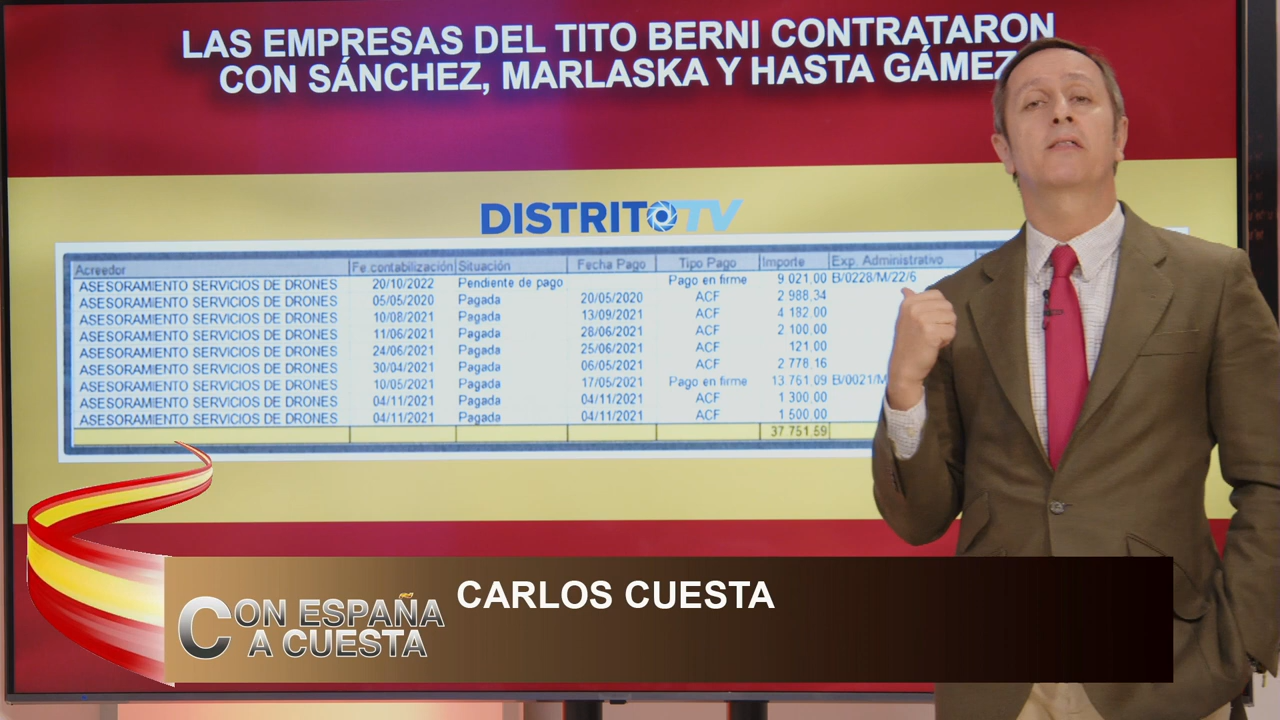 LAS EMPRESAS DEL TITO BERNI CONTRATARON
CON SÁNCHEZ, MARLASKA Y HASTA GÁMEZ
DISTRITO TV
Acreedor Fe.contabilización Situación Fecha Pago Tipo Pago Importe Exp. Administrativo
ASESORAMIENTO SERVICIOS DE DRONES 20/10/2022 Pendiente de pago Pago en firme 9 021,00 B/0228/M/22/6
ASESORAMIENTO SERVICIOS DE DRONES 05/05/2020 Pagada 20/05/2020 ACF 2 988,34
ASESORAMIENTO SERVICIOS DE DRONES 10/08/2021 Pagada 13/09/2021 ACF 4 182,00
ASESORAMIENTO SERVICIOS DE DRONES 11/06/2021 Pagada 28/06/2021 ACF 2 100,00
ASESORAMIENTO SERVICIOS DE DRONES 24/06/2021 Pagada 25/06/2021 ACF 121,00
ASESORAMIENTO SERVICIOS DE DRONES 30/04/2021 Pagada 06/05/2021 ACF 2 778,16
ASESORAMIENTO SERVICIOS DE DRONES 10/05/2021 Pagada 17/05/2021 Pago en firme 13 761,09 B/0021/M
ASESORAMIENTO SERVICIOS DE DRONES 04/11/2021 Pagada 04/11/2021 ACF 1 300,00
ASESORAMIENTO SERVICIOS DE DRONES 04/11/2021 Pagada 04/11/2021 ACF 1 500,00
37 751,59
CON ESPAÑA
A CUESTA
CARLOS CUESTA